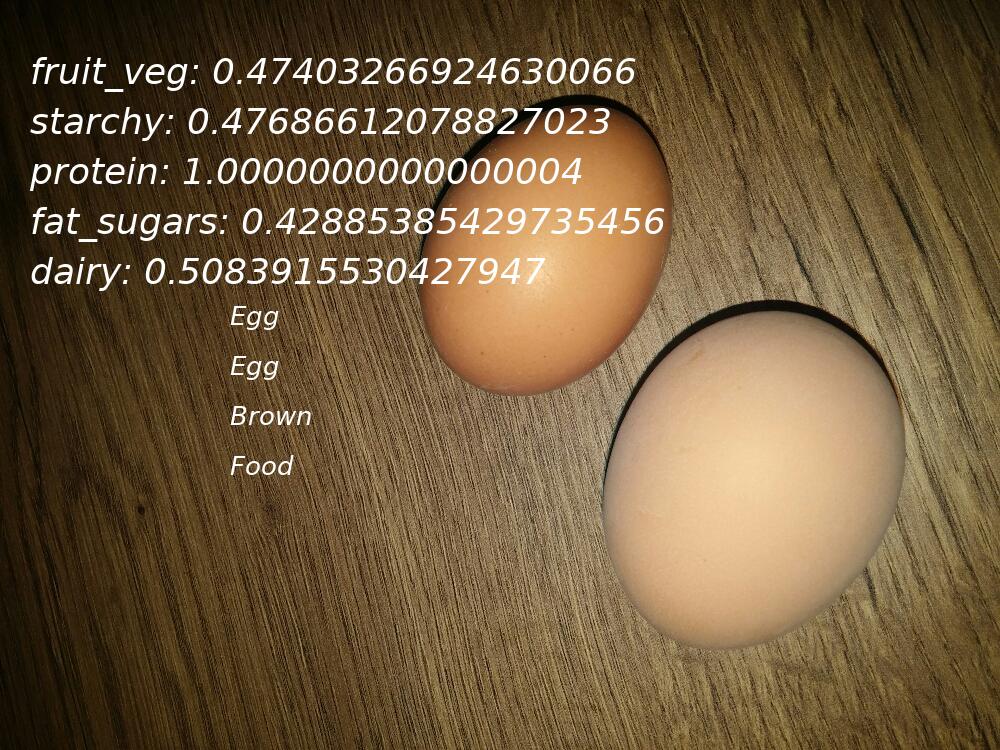 fruit_veg: 0.47403266924630066
starchy: 0.47686612078827023
protein: 1.0000000000000004
fat_sugars: 0.42885385429735456
dairy: 0.5083915530427947
Egg
Egg
Brown
Food